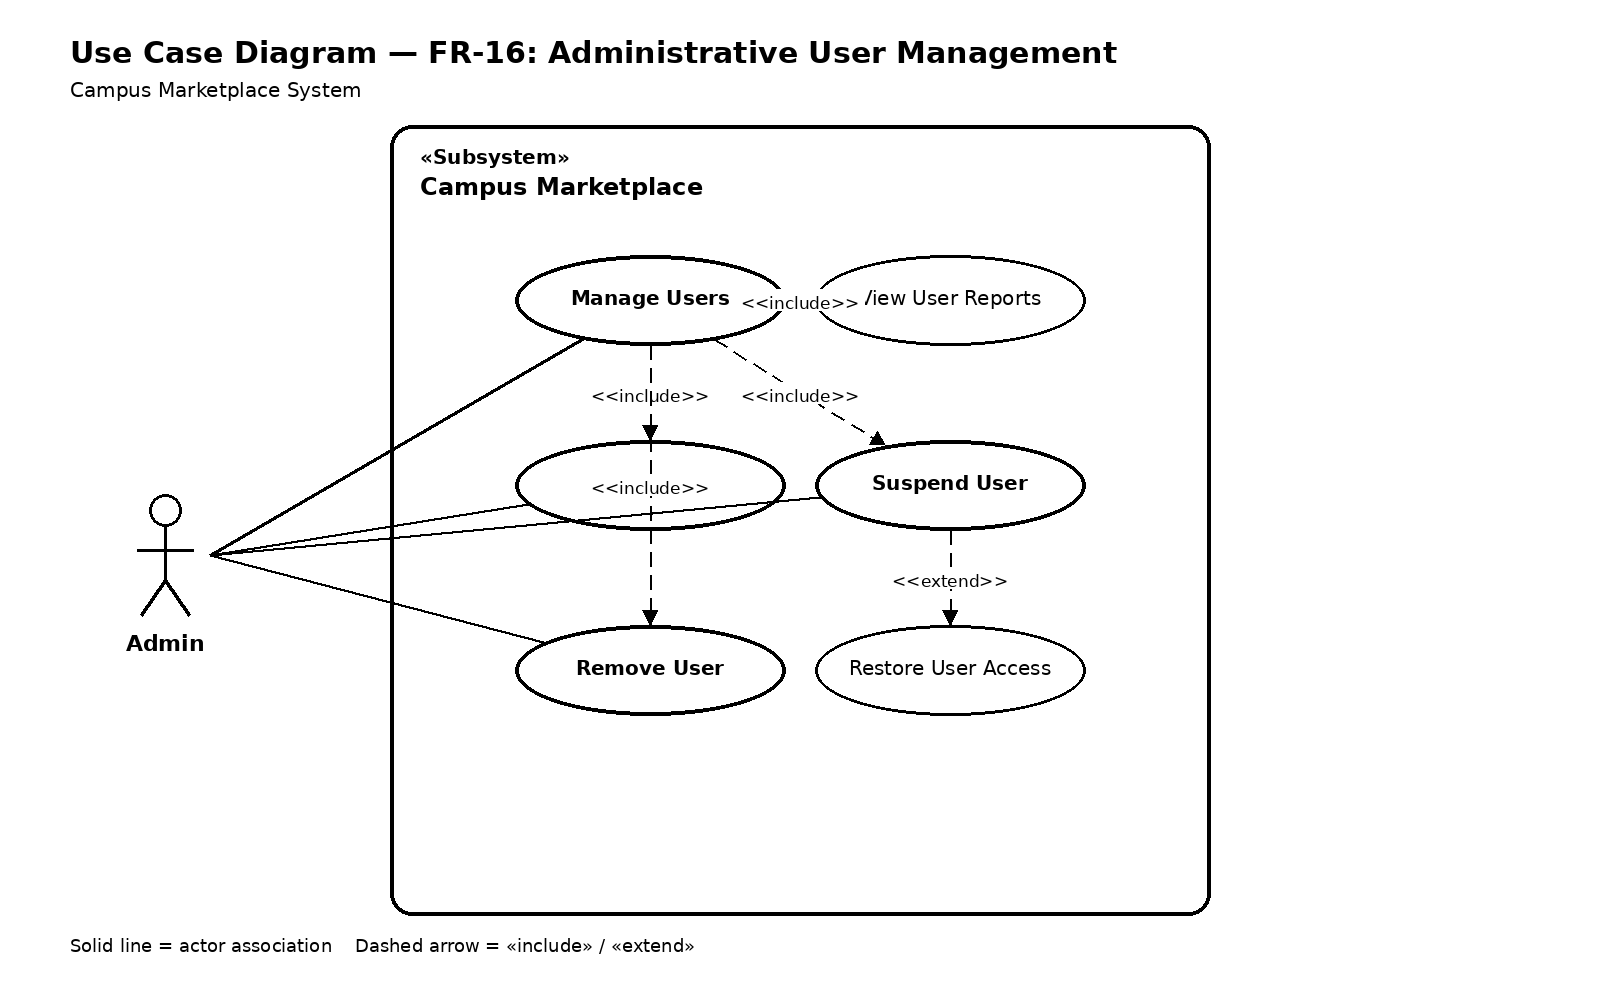 Use Case Diagram — FR-16: Administrative User Management
Campus Marketplace System
«Subsystem»
Campus Marketplace
Manage Users
<<include>>
View User Reports
<<include>>
<<include>>
<<include>>
Suspend User
<<extend>>
Admin
Remove User
Restore User Access
Solid line = actor association    Dashed arrow = «include» / «extend»